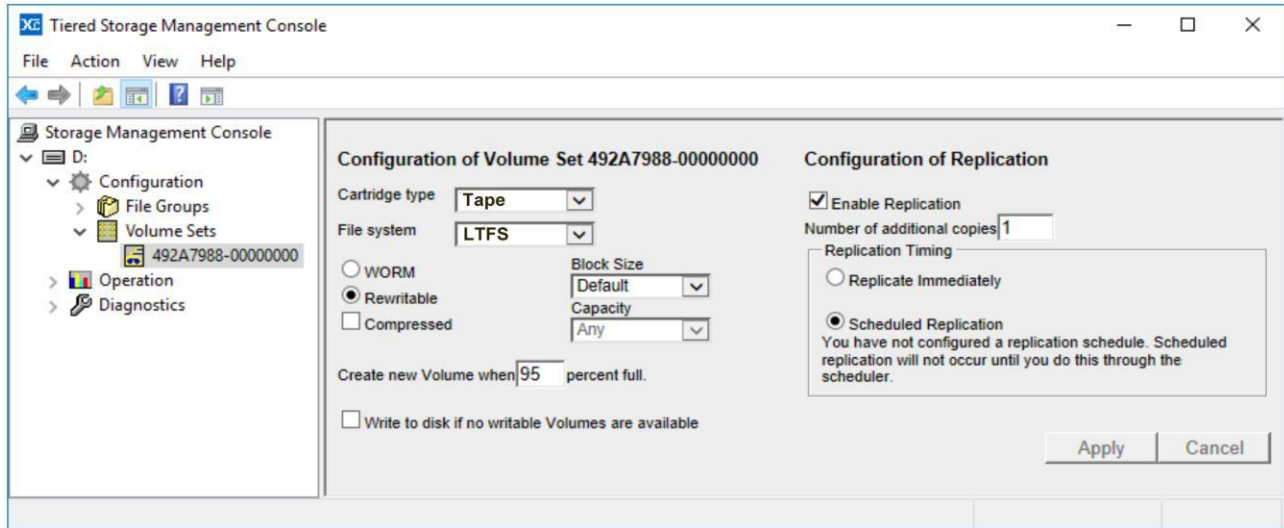 Tiered Storage Management Console
File Action View Help
Storage Management Console
D:
Configuration
File Groups
Volume Sets
492A7988-00000000
Operation
Diagnostics
Configuration of Volume Set 492A7988-00000000
Cartridge type Tape
File system LTFS
WORM
Rewritable
Compressed
Block Size
Default
Capacity
Any
Create new Volume when 95 percent full.
Write to disk if no writable Volumes are available
Configuration of Replication
Enable Replication
Number of additional copies 1
Replication Timing
Replicate Immediately
Scheduled Replication
You have not configured a replication schedule. Scheduled
replication will not occur until you do this through the
scheduler.
Apply Cancel